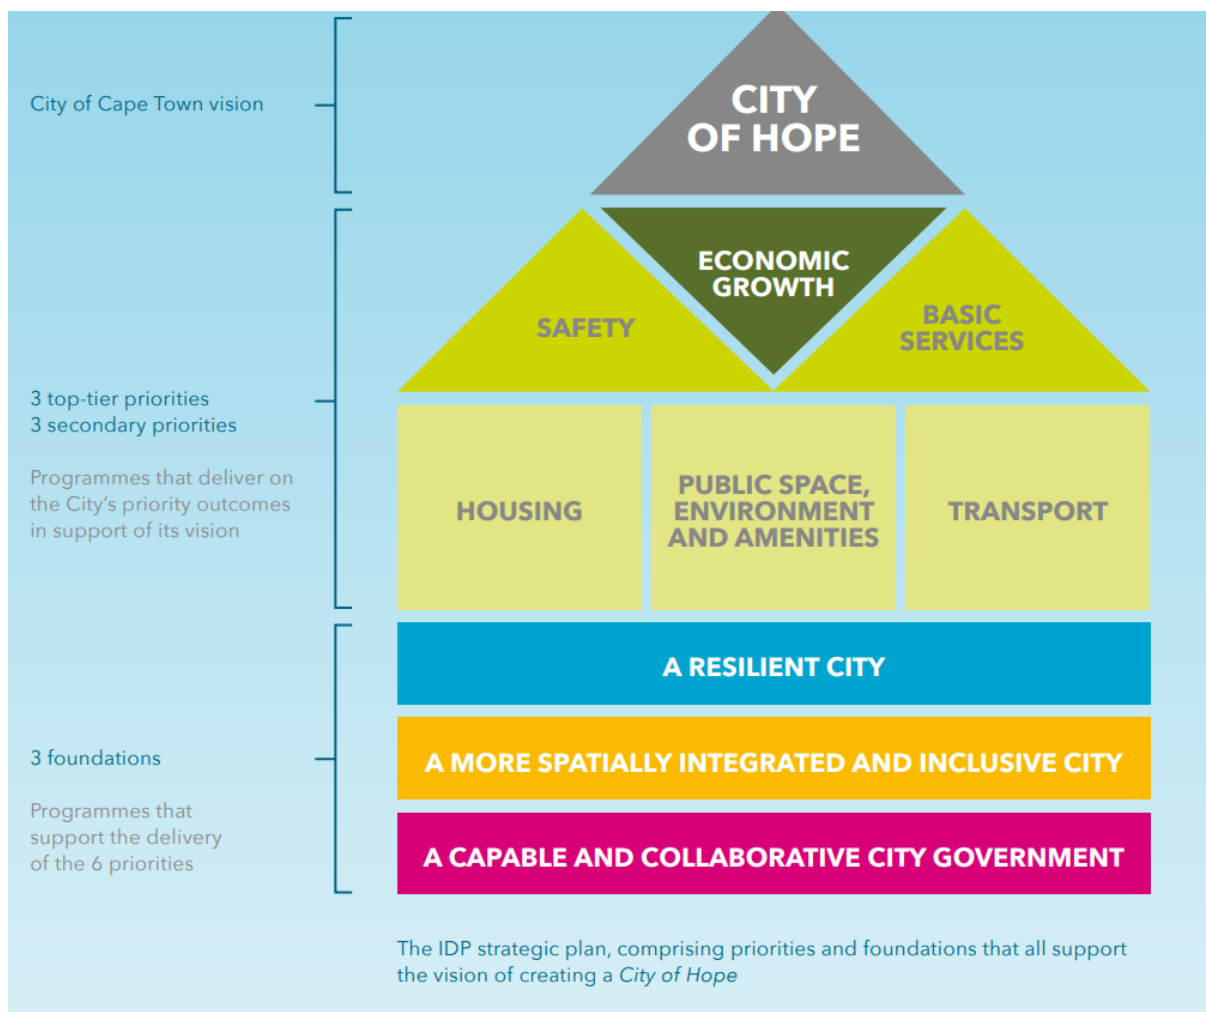 City of Cape Town vision
CITY
OF HOPE
ECONOMIC
GROWTH
SAFETY
BASIC
SERVICES
3 top-tier priorities
3 secondary priorities
Programmes that deliver on
the City's priority outcomes
in support of its vision
HOUSING
PUBLIC SPACE,
ENVIRONMENT
AND AMENITIES
TRANSPORT
3 foundations
Programmes that
support the delivery
of the 6 priorities
A RESILIENT CITY
A MORE SPATIALLY INTEGRATED AND INCLUSIVE CITY
A CAPABLE AND COLLABORATIVE CITY GOVERNMENT
The IDP strategic plan, comprising priorities and foundations that all support
the vision of creating a City of Hope